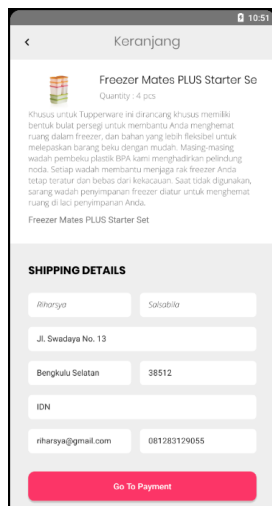 10:51
Keranjang
Freezer Mates PLUS Starter Se
Quantity : 4 pcs
Khusus untuk Tupperware ini dirancang khusus memiliki
bentuk bulat persegi untuk membantu Anda menghemat
ruang dalam freezer, dan bahan yang lebih fleksibel untuk
melepaskan barang beku dengan mudah. Masing-masing
wadah pembeku plastik BPA kami menghadirkan pelindung
noda. Setiap wadah membantu menjaga rak freezer Anda
tetap teratur dan bebas dari kekacauan. Saat tidak digunakan,
sarang wadah penyimpanan freezer diatur untuk menghemat
ruang di laci penyimpanan Anda.
Freezer Mates PLUS Starter Set
SHIPPING DETAILS
Riharsya Salsabila
Jl. Swadaya No. 13
Bengkulu Selatan 38512
IDN
riharsya@gmail.com 081283129055
Go To Payment